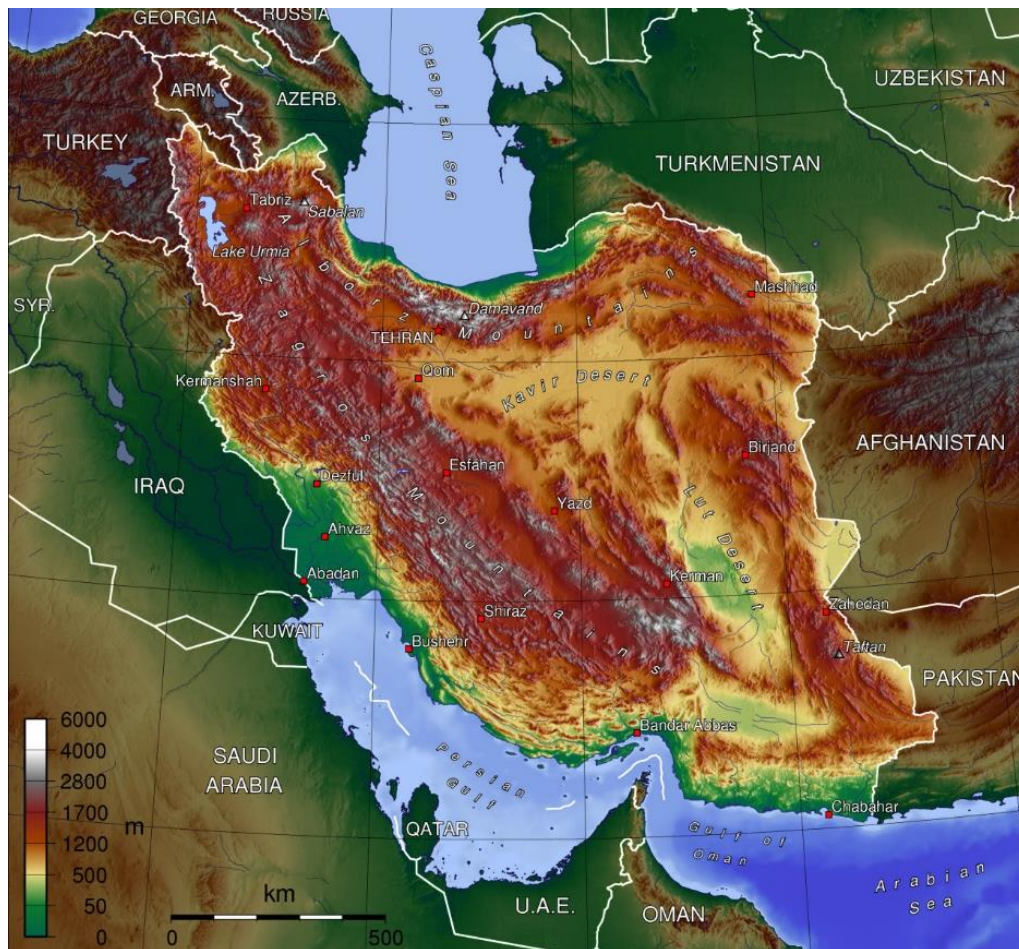 GEORGIA
RUSSIA
ARM.
AZERB.
UZBEKISTAN
TURKEY
Caspian Sea
TURKMENISTAN
Tabriz
Sabalan
Lake Urmia
Alborz Mountains
Mashhad
SYR.
Damavand
TEHRAN
Zagros Mountains
Qom
Kermanshah
Kavir Desert
AFGHANISTAN
Birjand
Esfahan
IRAQ
Dezful
Yazd
Lut Desert
Ahvaz
Abadan
Kerman
Zahedan
Shiraz
KUWAIT
Bushehr
Taftan
PAKISTAN
Bandar Abbas
SAUDI
ARABIA
Persian
Gulf
Chabahar
QATAR
Gulf of
Oman
Arabian
Sea
U.A.E.
OMAN
6000
4000
2800
1700
m
1200
500
50
0
km
0
500